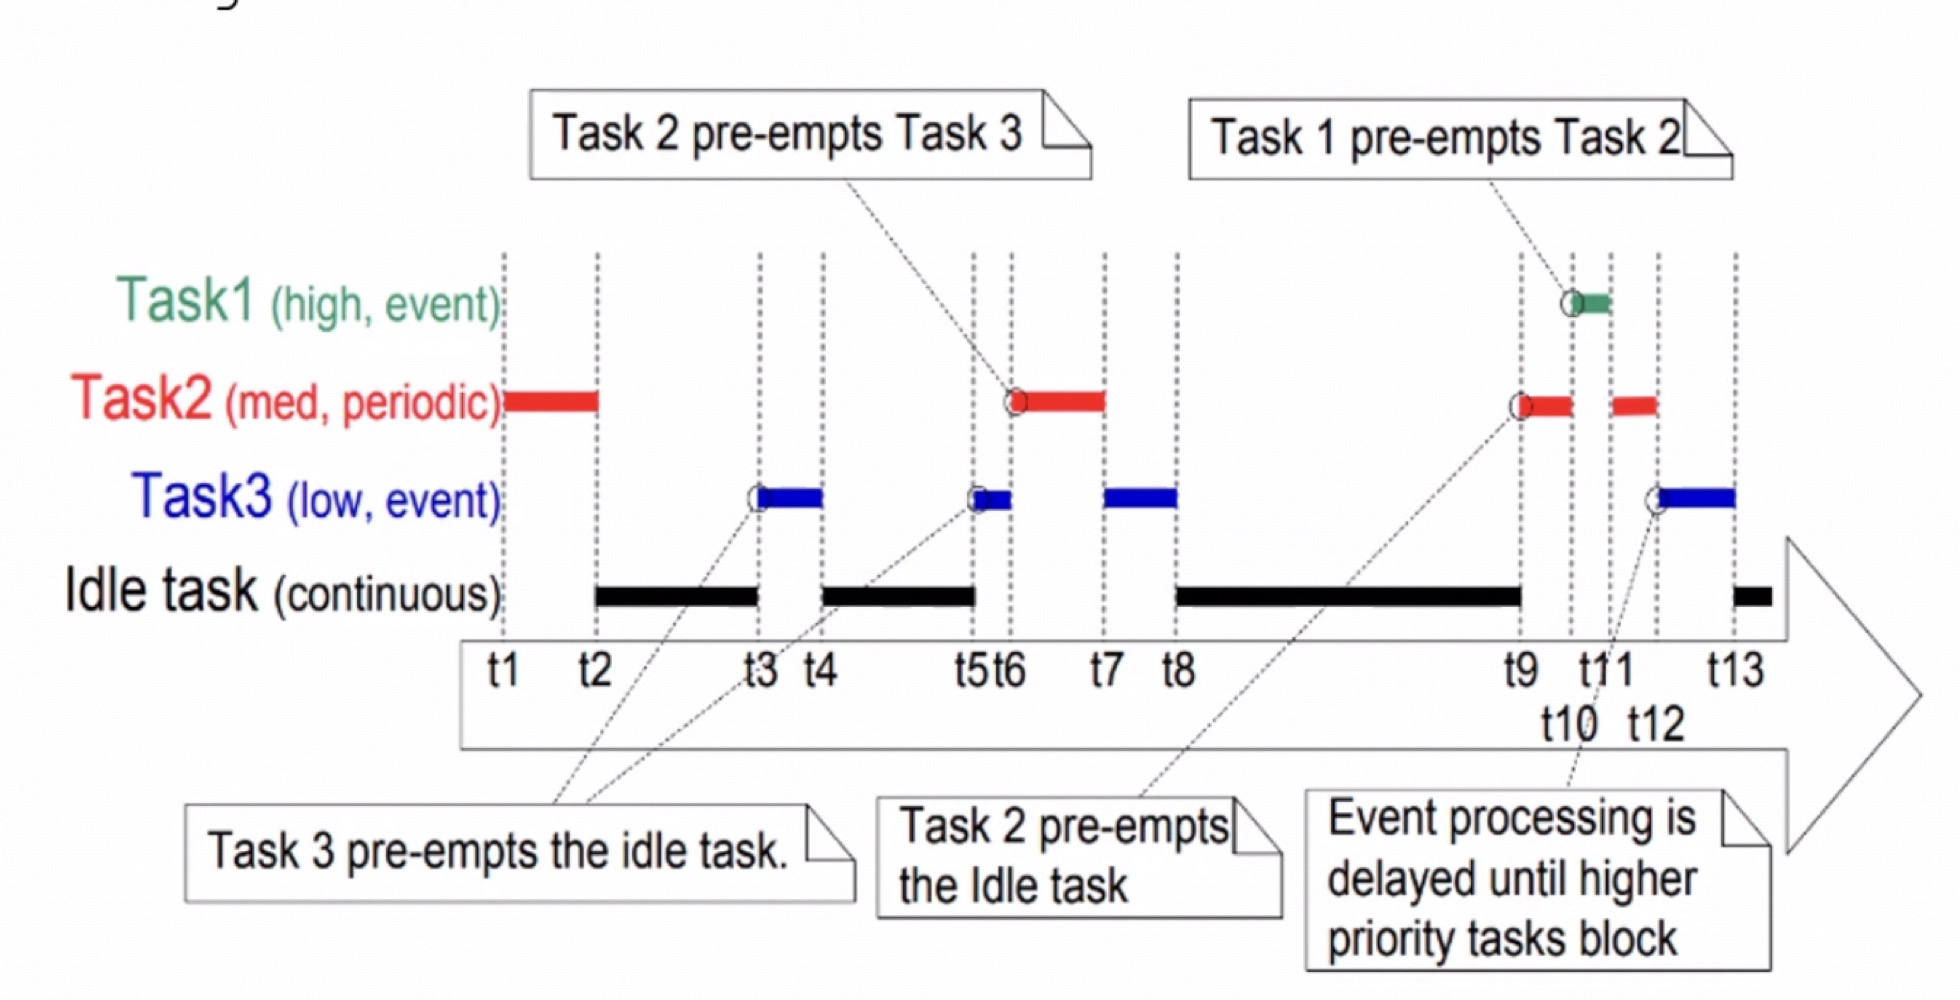 Task 2 pre-empts Task 3
Task 1 pre-empts Task 2
Task1 (high, event)
Task2 (med, periodic)
Task3 (low, event)
Idle task (continuous)
t1 t2 t3 t4 t5 t6 t7 t8 t9 t11 t13
t10 t12
Task 3 pre-empts the idle task.
Task 2 pre-empts
the Idle task
Event processing is
delayed until higher
priority tasks block